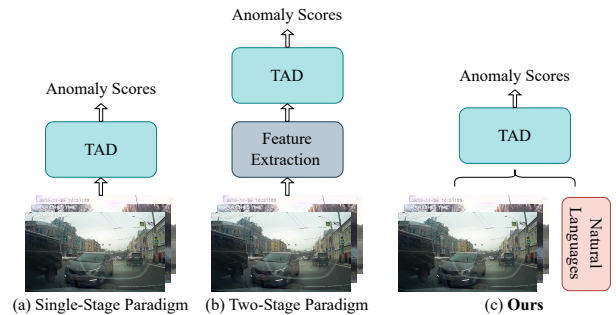 Anomaly Scores
TAD
(a) Single-Stage Paradigm
Anomaly Scores
TAD
Feature
Extraction
(b) Two-Stage Paradigm
Anomaly Scores
TAD
Natural
Languages
(c) Ours